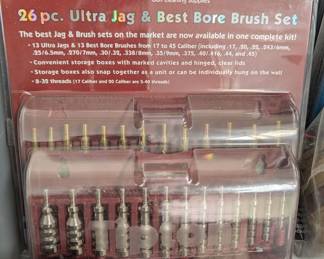 Gun Cleaning Supplies
26 pc. Ultra Jag & Best Bore Brush Set
The best Jag & Brush sets on the market are now available in one complete kit!
• 13 Ultra Jags & 13 Best Bore Brushes from 17 to 45 Caliber (including .17, .20, .22, .243/6mm,
.25/6.5mm, .270/7mm, .30/.32, .338/8mm, .35/9mm, .375, .40/.416, .44, and .45)
• Convenient storage boxes with marked cavities and hinged, clear lids
• Storage boxes also snap together as a unit or can be individually hung on the wall
• 8-32 threads (17 Caliber and 20 Caliber are 5-40 threads)